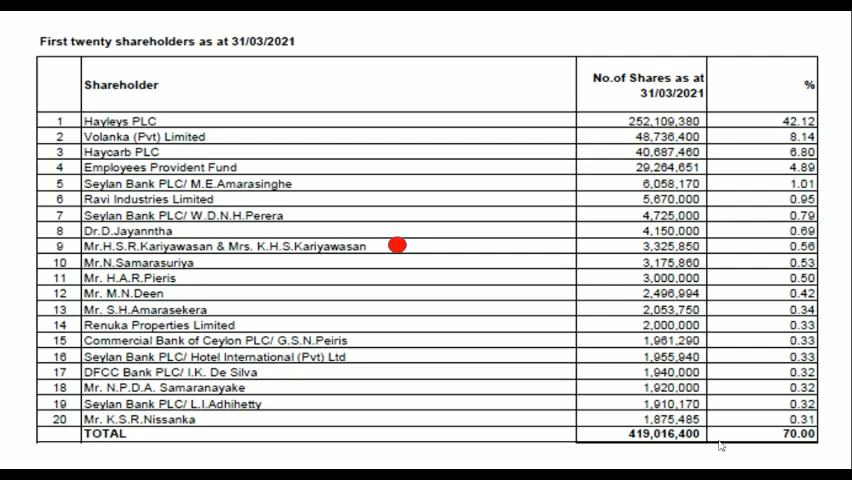 First twenty shareholders as at 31/03/2021
Shareholder No.of Shares as at 31/03/2021 %
1 Hayleys PLC 252,109,380 42.12
2 Volanka (Pvt) Limited 48,736,400 8.14
3 Haycarb PLC 40,687,460 6.80
4 Employees Provident Fund 29,264,651 4.89
5 Seylan Bank PLC/ M.E.Amarasinghe 6,058,170 1.01
6 Ravi Industries Limited 5,670,000 0.95
7 Seylan Bank PLC/ W.D.N.H.Perera 4,725,000 0.79
8 Dr.D.Jayanntha 4,150,000 0.69
9 Mr.H.S.R.Kariyawasan & Mrs. K.H.S.Kariyawasan 3,325,850 0.56
10 Mr.N.Samarasuriya 3,175,860 0.53
11 Mr. H.A.R.Pieris 3,000,000 0.50
12 Mr. M.N.Deen 2,496,994 0.42
13 Mr. S.H.Amarasekera 2,053,750 0.34
14 Renuka Properties Limited 2,000,000 0.33
15 Commercial Bank of Ceylon PLC/ G.S.N.Peiris 1,961,290 0.33
16 Seylan Bank PLC/ Hotel International (Pvt) Ltd 1,955,940 0.33
17 DFCC Bank PLC/ I.K. De Silva 1,940,000 0.32
18 Mr. N.P.D.A. Samaranayake 1,920,000 0.32
19 Seylan Bank PLC/ L.I.Adhihetty 1,910,170 0.32
20 Mr. K.S.R.Nissanka 1,875,485 0.31
TOTAL 419,016,400 70.00